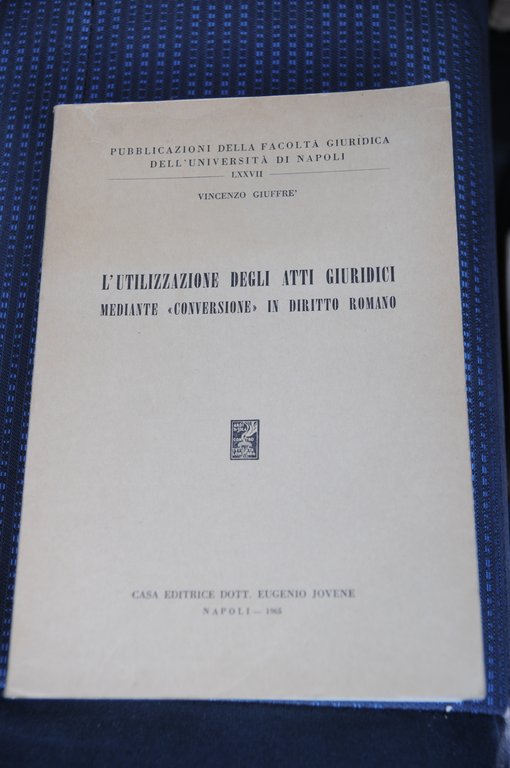 PUBBLICAZIONI DELLA FACOLTÀ GIURIDICA
DELL'UNIVERSITÀ DI NAPOLI
LXXVII
VINCENZO GIUFFRE'
L'UTILIZZAZIONE DEGLI ATTI GIURIDICI
MEDIANTE «CONVERSIONE» IN DIRITTO ROMANO
CASA EDITRICE DOTT. EUGENIO JOVENE
NAPOLI — 1965